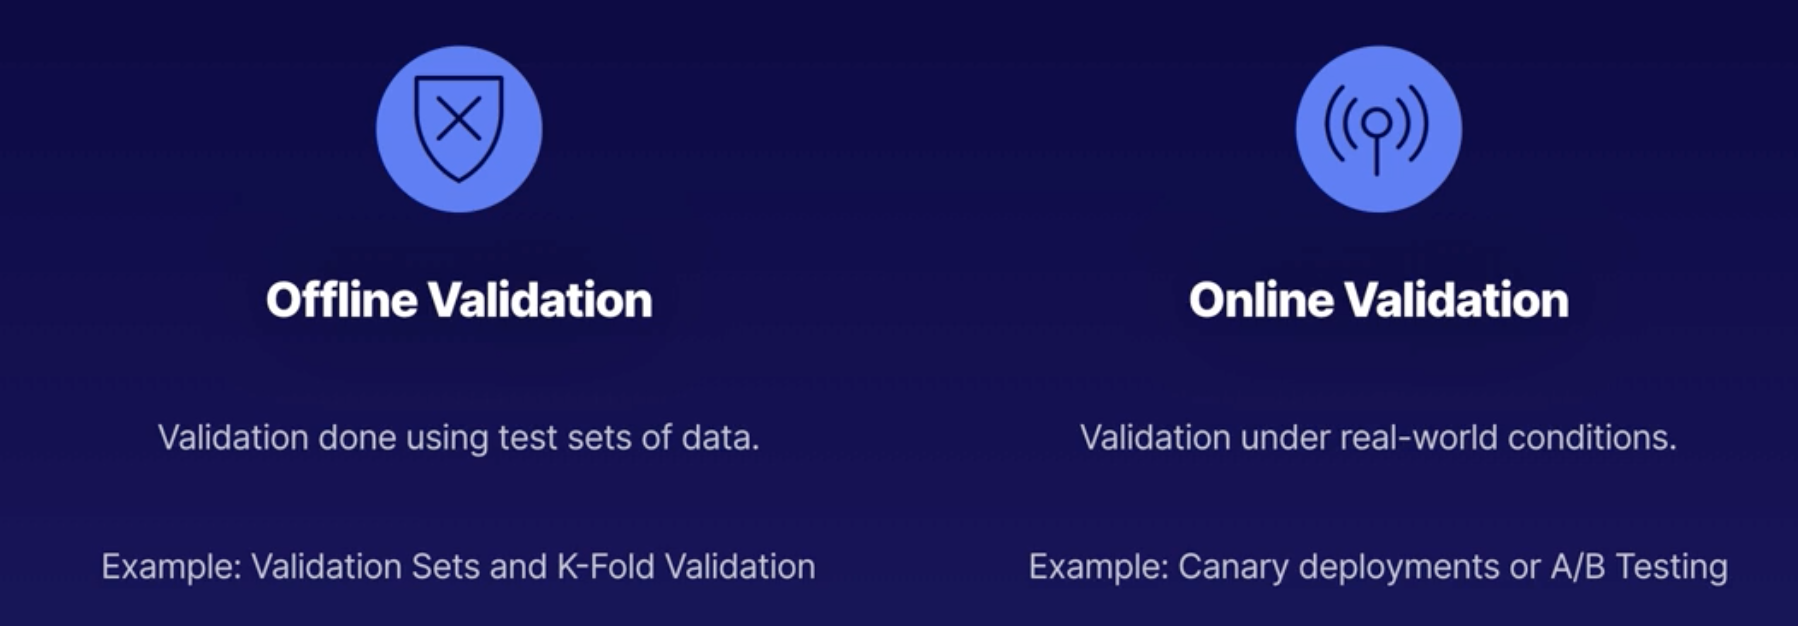 Offline Validation
Validation done using test sets of data.
Example: Validation Sets and K-Fold Validation
Online Validation
Validation under real-world conditions.
Example: Canary deployments or A/B Testing